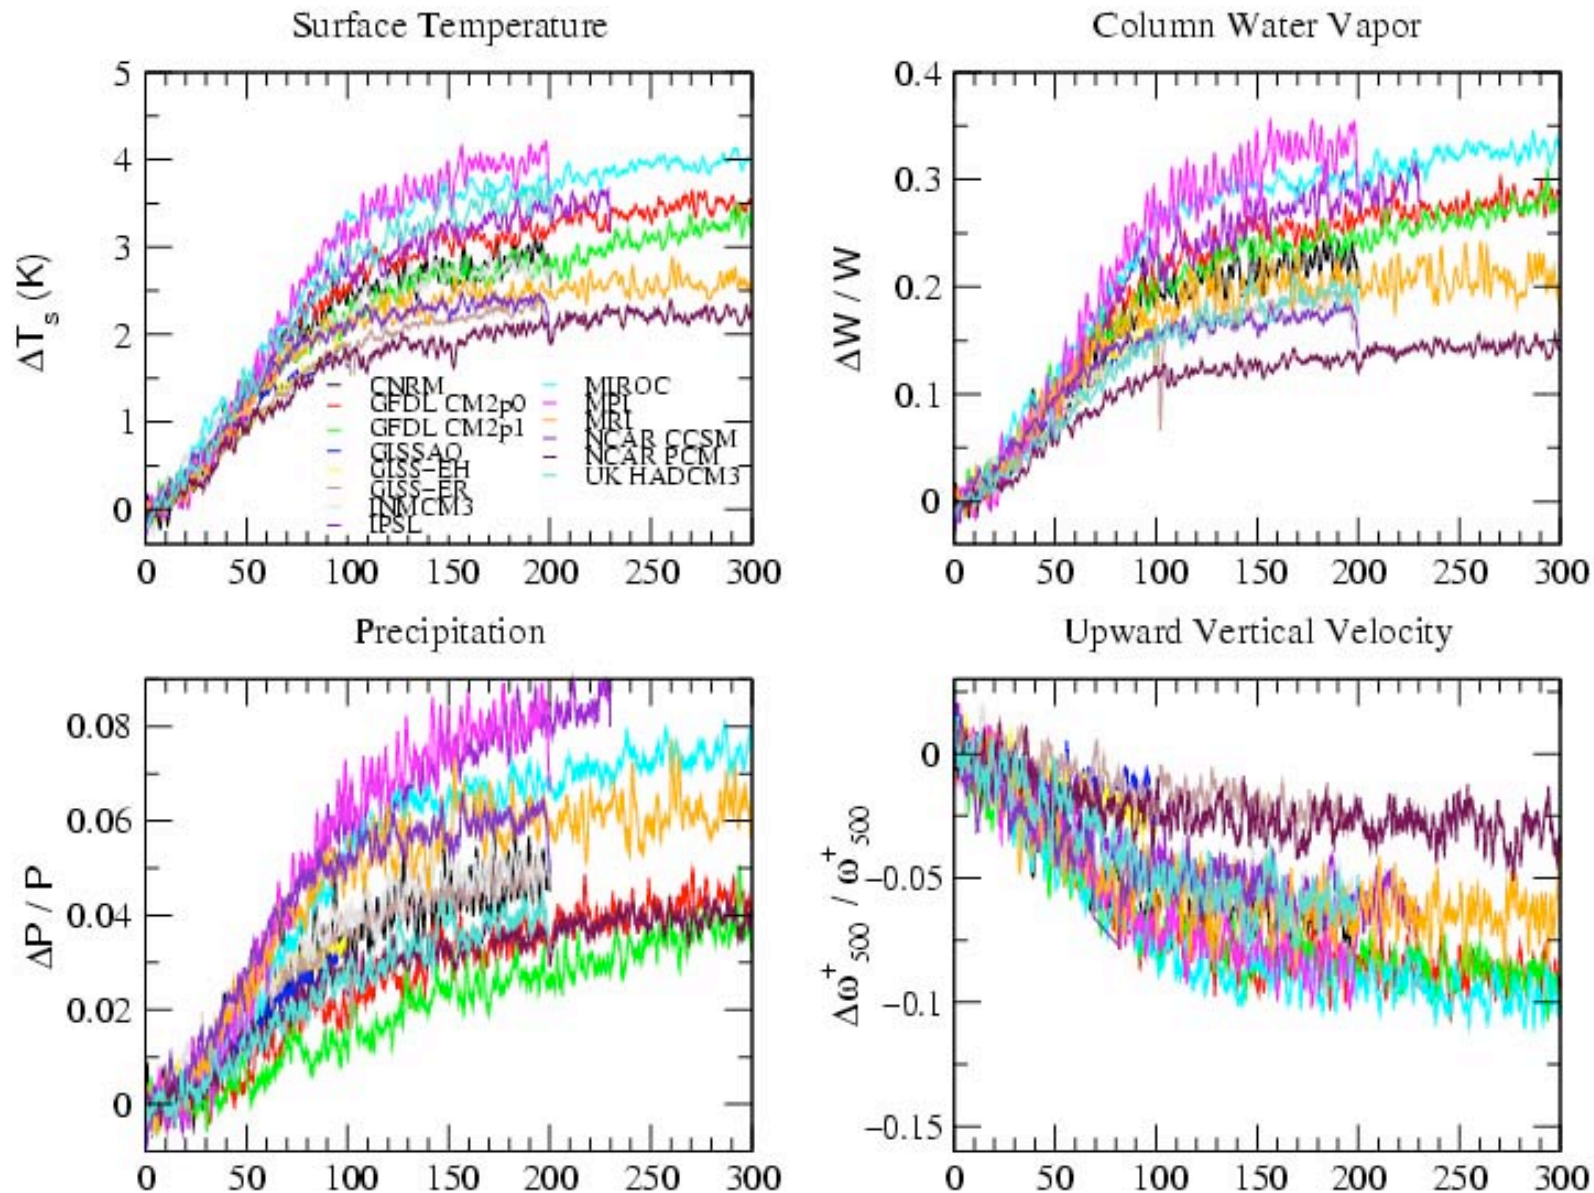 Surface Temperature
5
4
3
2
1
0
ΔT s (K)
CNRM
GFDL CM2p0
GFDL CM2p1
GISSAO
GISS-EH
GISS-ER
INMCM3
IPSL
MIROC
MPI
MRI
NCAR CCSM
NCAR PCM
UK HADCM3
0 50 100 150 200 250 300
Column Water Vapor
0.4
0.3
0.2
0.1
0
ΔW / W
0 50 100 150 200 250 300
Precipitation
0.08
0.06
0.04
0.02
0
ΔP / P
0 50 100 150 200 250 300
Upward Vertical Velocity
0
-0.05
-0.1
-0.15
Δω+500 / ω+500
0 50 100 150 200 250 300